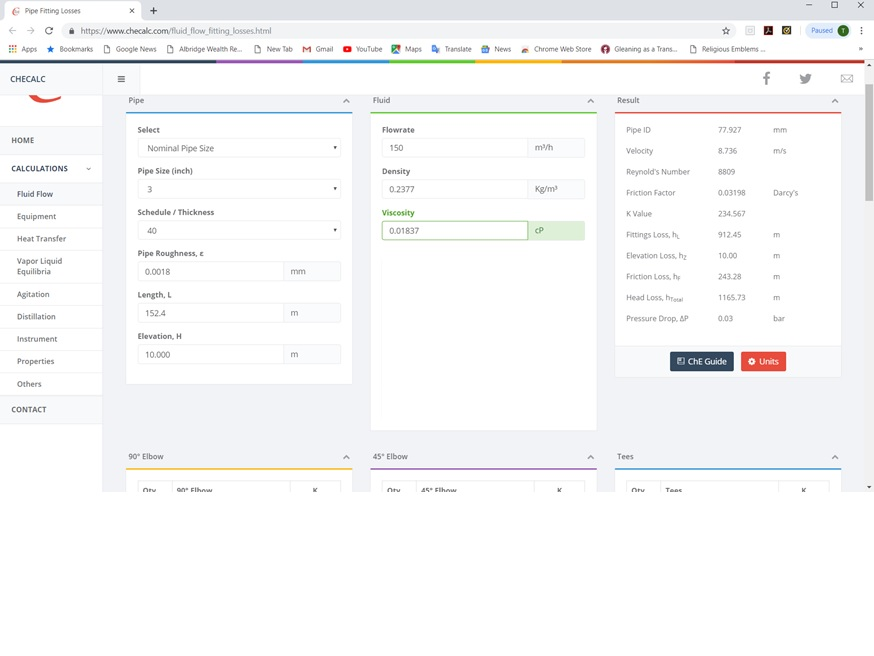 Pipe Fitting Losses
https://www.checalc.com/fluid_flow_fitting_losses.html
Paused T
Apps Bookmarks Google News Albridge Wealth Re... New Tab Gmail YouTube Maps Translate News Chrome Web Store Gleaning as a Trans... Religious Emblems ... »
CHECALC
HOME
CALCULATIONS
Fluid Flow
Equipment
Heat Transfer
Vapor Liquid
Equilibria
Agitation
Distillation
Instrument
Properties
Others
CONTACT
Pipe
Select
Nominal Pipe Size
Pipe Size (inch)
3
Schedule / Thickness
40
Pipe Roughness, ε
0.0018 mm
Length, L
152.4 m
Elevation, H
10.000 m
Fluid
Flowrate
150 m³/h
Density
0.2377 Kg/m³
Viscosity
0.01837 cP
Result
Pipe ID 77.927 mm
Velocity 8.736 m/s
Reynold's Number 8809
Friction Factor 0.03198 Darcy's
K Value 234.567
Fittings Loss, hL 912.45 m
Elevation Loss, hZ 10.00 m
Friction Loss, hF 243.28 m
Head Loss, hTotal 1165.73 m
Pressure Drop, ΔP 0.03 bar
ChE Guide Units
90° Elbow
Qty 90° Elbow K
45° Elbow
Qty 45° Elbow K
Tees
Qty Tees K